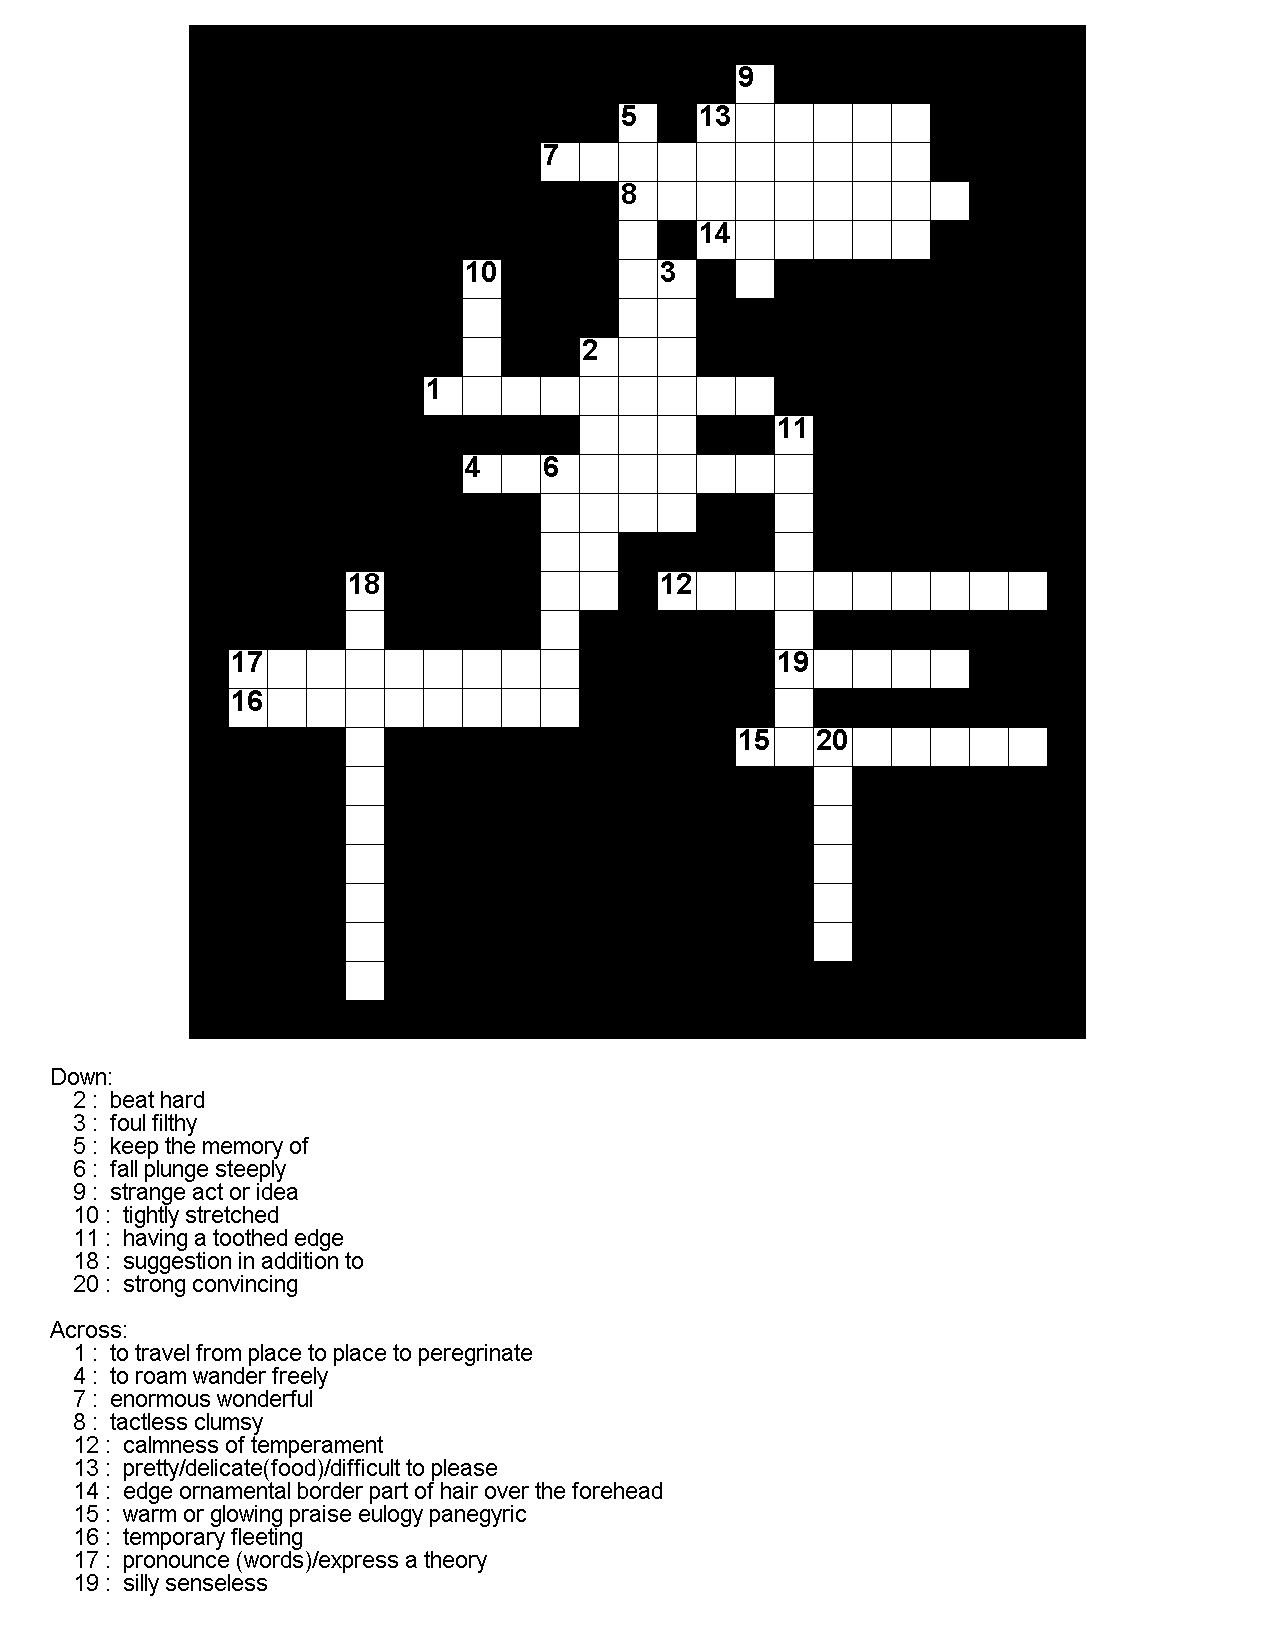 9
5 13
7
8
14
10 3
2
1
11
4 6
18 12
17 19
16
15 20
Down:
2 : beat hard
3 : foul filthy
5 : keep the memory of
6 : fall plunge steeply
9 : strange act or idea
10 : tightly stretched
11 : having a toothed edge
18 : suggestion in addition to
20 : strong convincing
Across:
1 : to travel from place to place to peregrinate
4 : to roam wander freely
7 : enormous wonderful
8 : tactless clumsy
12 : calmness of temperament
13 : pretty/delicate(food)/difficult to please
14 : edge ornamental border part of hair over the forehead
15 : warm or glowing praise eulogy panegyric
16 : temporary fleeting
17 : pronounce (words)/express a theory
19 : silly senseless